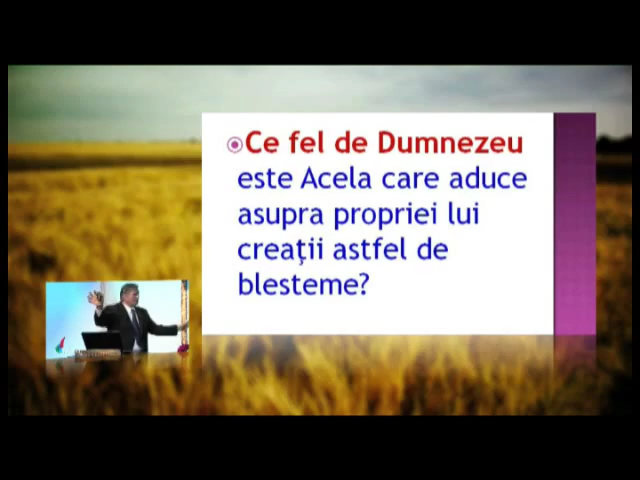 Ce fel de Dumnezeu
este Acela care aduce
asupra propriei lui
creaţii astfel de
blesteme?